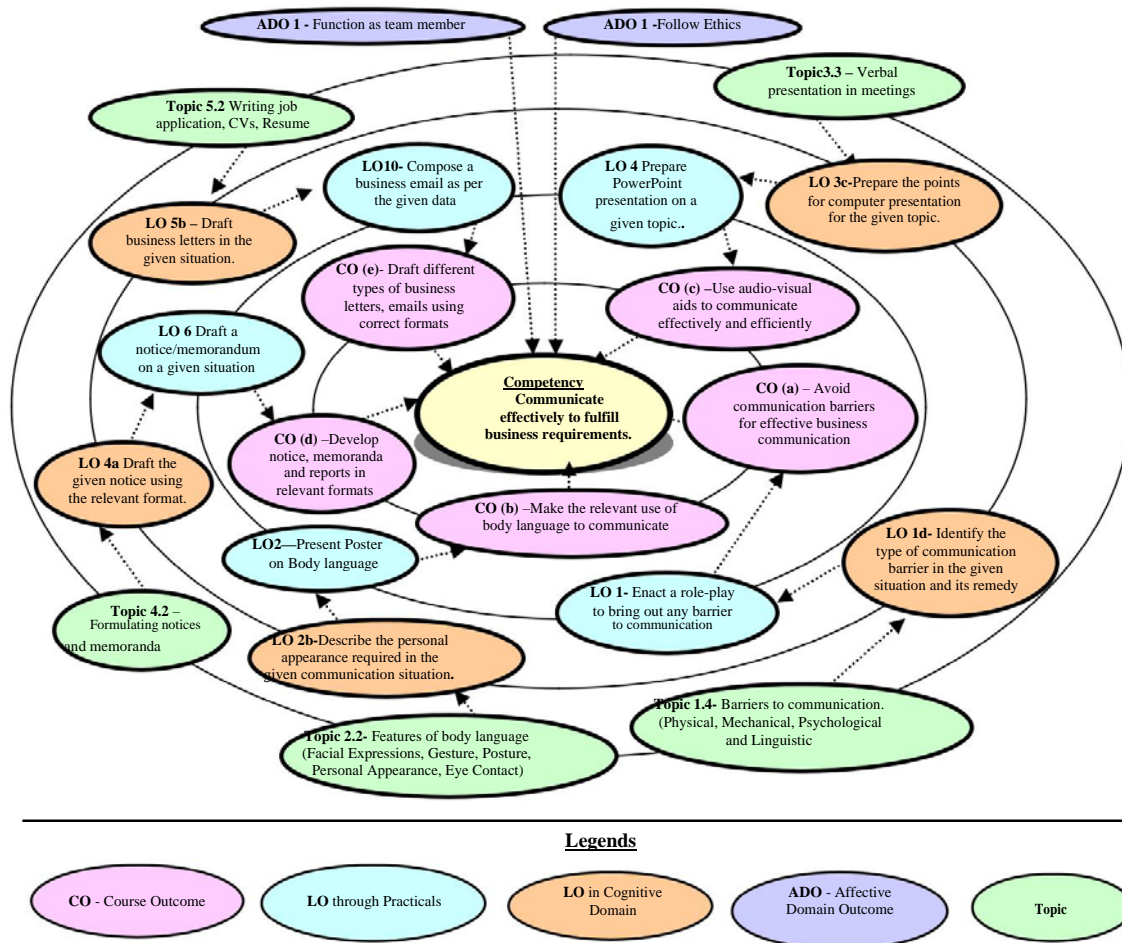 ADO 1 - Function as team member
ADO 1 -Follow Ethics
Topic3.3 – Verbal
presentation in meetings
Topic 5.2 Writing job
application, CVs, Resume
LO10- Compose a
business email as per
the given data
LO 4 Prepare
PowerPoint
presentation on a
given topic..
LO 3c-Prepare the points
for computer presentation
for the given topic.
LO 5b – Draft
business letters in the
given situation.
CO (e)- Draft different
types of business
letters, emails using
correct formats
CO (c) –Use audio-visual
aids to communicate
effectively and efficiently
LO 6 Draft a
notice/memorandum
on a given situation
Competency
Communicate
effectively to fulfill
business requirements.
CO (a) – Avoid
communication barriers
for effective business
communication
CO (d) –Develop
notice, memoranda
and reports in
relevant formats
LO 4a Draft the
given notice using
the relevant format.
CO (b) –Make the relevant use of
body language to communicate
LO2—Present Poster
on Body language
LO 1d- Identify the
type of communication
barrier in the given
situation and its remedy
LO 1- Enact a role-play
to bring out any barrier
to communication
Topic 4.2 –
Formulating notices
and memoranda
LO 2b-Describe the personal
appearance required in the
given communication situation.
Topic 1.4- Barriers to communication.
(Physical, Mechanical, Psychological
and Linguistic
Topic 2.2- Features of body language
(Facial Expressions, Gesture, Posture,
Personal Appearance, Eye Contact)
Legends
CO - Course Outcome
LO through Practicals
LO in Cognitive
Domain
ADO - Affective
Domain Outcome
Topic